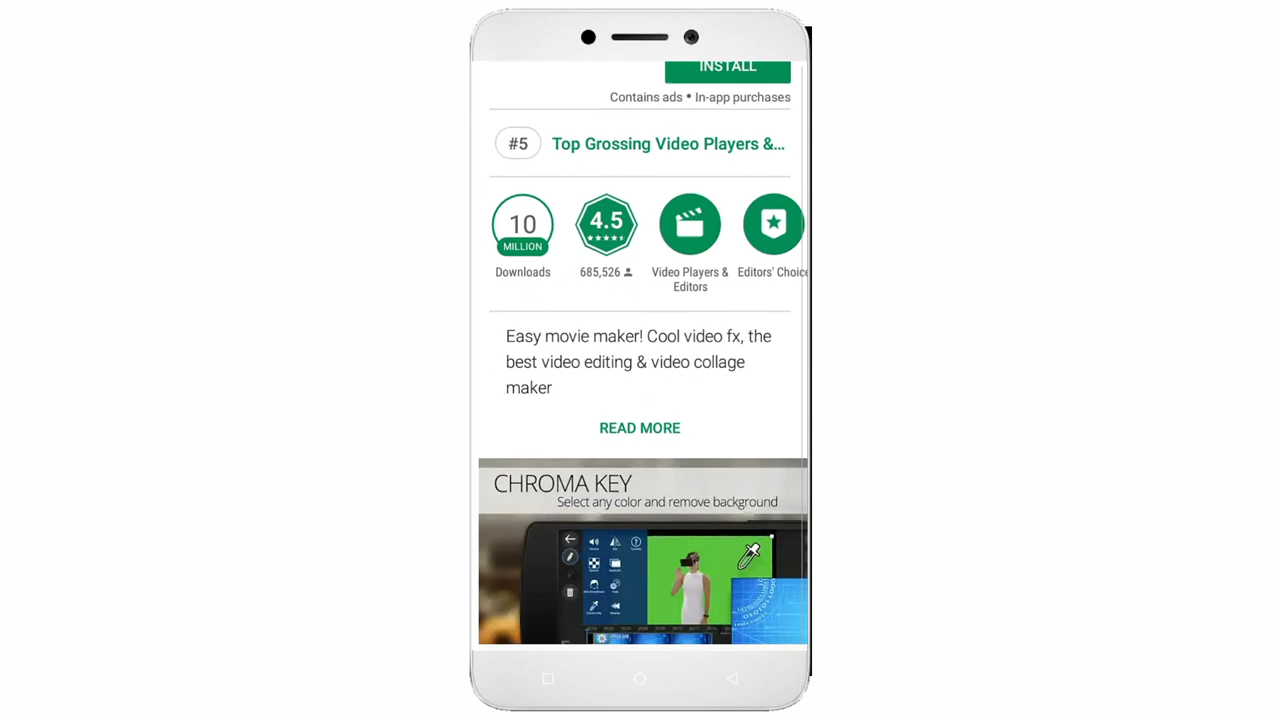 INSTALL
Contains ads • In-app purchases
#5 Top Grossing Video Players &...
10
MILLION
4.5
Downloads
685,526
Video Players &
Editors
Editors' Choice
Easy movie maker! Cool video fx, the
best video editing & video collage
maker
READ MORE
CHROMA KEY
Select any color and remove background